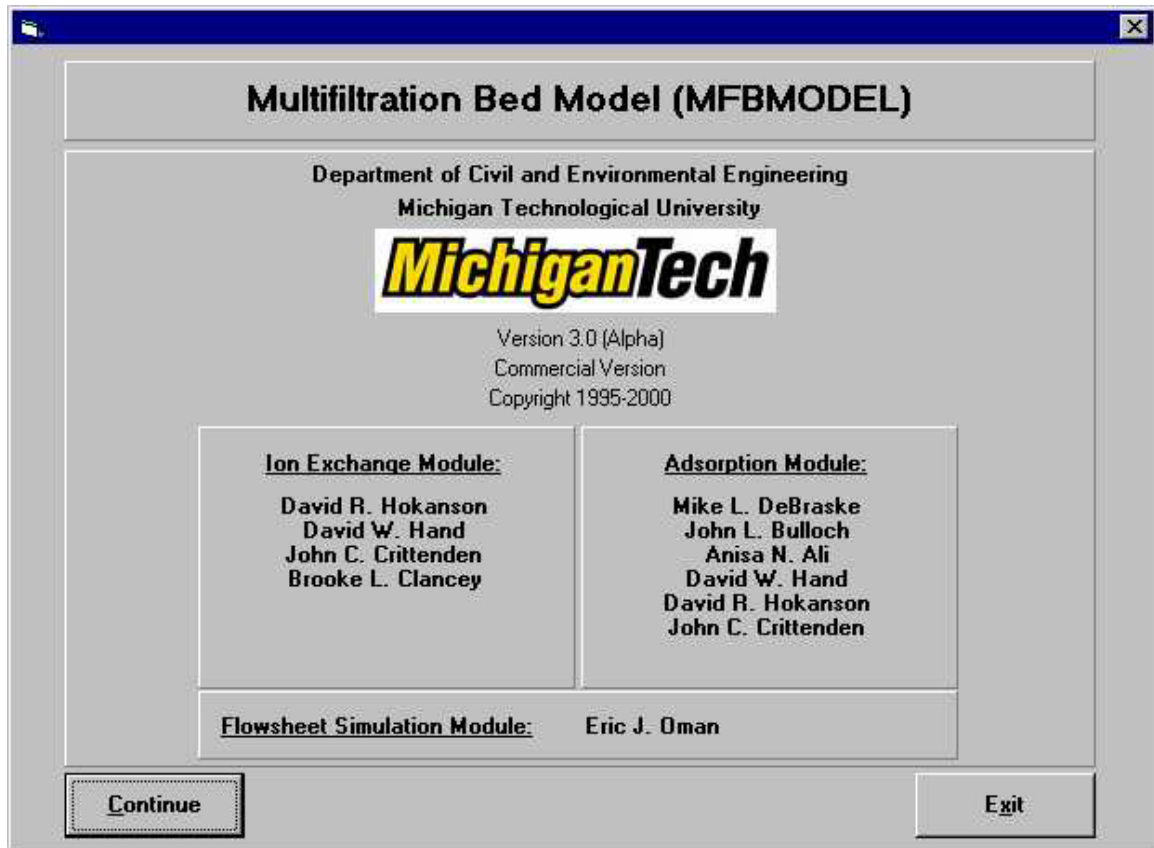 Multifiltration Bed Model (MFBMODEL)
Department of Civil and Environmental Engineering
Michigan Technological University
MichiganTech
Version 3.0 (Alpha)
Commercial Version
Copyright 1995-2000
Ion Exchange Module:
David R. Hokanson
David W. Hand
John C. Crittenden
Brooke L. Clancey
Adsorption Module:
Mike L. DeBraske
John L. Bulloch
Anisa N. Ali
David W. Hand
David R. Hokanson
John C. Crittenden
Flowsheet Simulation Module: Eric J. Oman
Continue
Exit